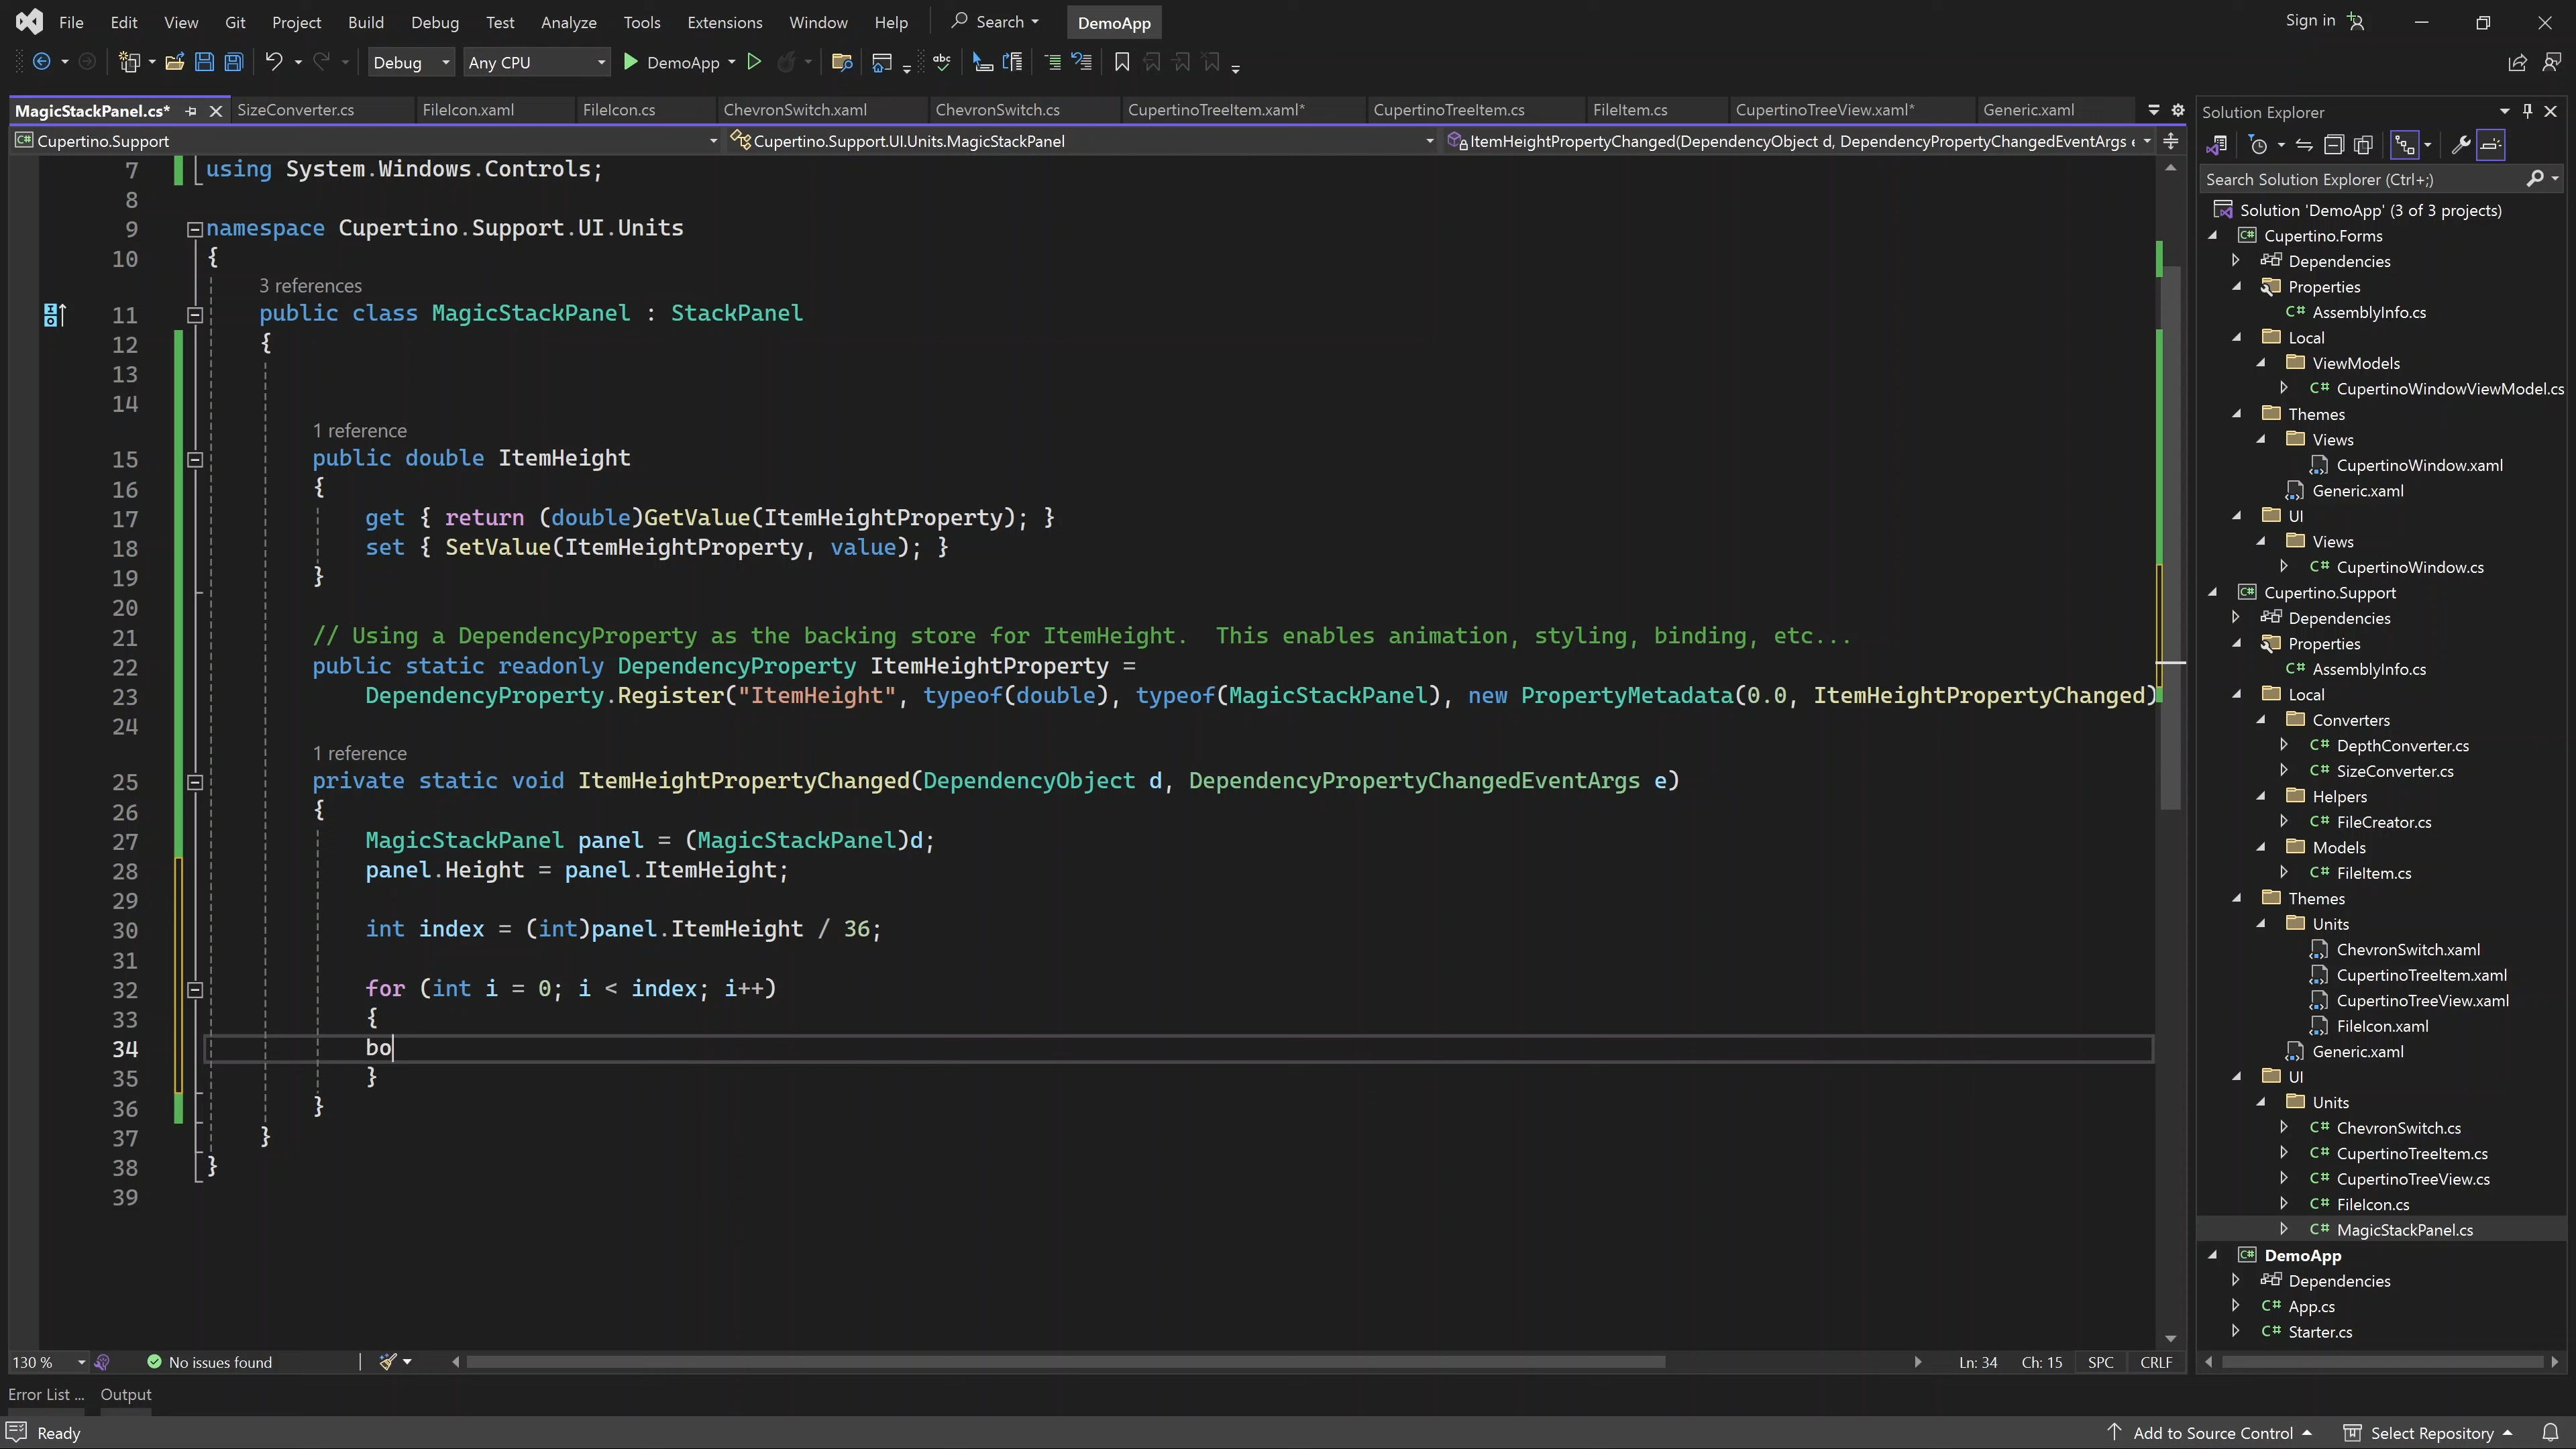 File Edit View Git Project Build Debug Test Analyze Tools Extensions Window Help Search DemoApp Sign in
Debug Any CPU DemoApp
MagicStackPanel.cs* SizeConverter.cs FileIcon.xaml FileIcon.cs ChevronSwitch.xaml ChevronSwitch.cs CupertinoTreeItem.xaml* CupertinoTreeItem.cs FileItem.cs CupertinoTreeView.xaml* Generic.xaml
Cupertino.Support Cupertino.Support.UI.Units.MagicStackPanel ItemHeightPropertyChanged(DependencyObject d, DependencyPropertyChangedEventArgs e
7 using System.Windows.Controls;
8
9 namespace Cupertino.Support.UI.Units
10 {
3 references
11 public class MagicStackPanel : StackPanel
12 {
13
14
1 reference
15 public double ItemHeight
16 {
17 get { return (double)GetValue(ItemHeightProperty); }
18 set { SetValue(ItemHeightProperty, value); }
19 }
20
21 // Using a DependencyProperty as the backing store for ItemHeight.  This enables animation, styling, binding, etc...
22 public static readonly DependencyProperty ItemHeightProperty =
23 DependencyProperty.Register("ItemHeight", typeof(double), typeof(MagicStackPanel), new PropertyMetadata(0.0, ItemHeightPropertyChanged)
24
1 reference
25 private static void ItemHeightPropertyChanged(DependencyObject d, DependencyPropertyChangedEventArgs e)
26 {
27 MagicStackPanel panel = (MagicStackPanel)d;
28 panel.Height = panel.ItemHeight;
29
30 int index = (int)panel.ItemHeight / 36;
31
32 for (int i = 0; i < index; i++)
33 {
34 bo
35 }
36 }
37 }
38 }
39
130 % No issues found Ln: 34 Ch: 15 SPC CRLF
Error List ... Output
Ready Add to Source Control Select Repository
Solution Explorer
Search Solution Explorer (Ctrl+;)
Solution 'DemoApp' (3 of 3 projects)
Cupertino.Forms
Dependencies
Properties
C# AssemblyInfo.cs
Local
ViewModels
C# CupertinoWindowViewModel.cs
Themes
Views
CupertinoWindow.xaml
Generic.xaml
UI
Views
C# CupertinoWindow.cs
Cupertino.Support
Dependencies
Properties
C# AssemblyInfo.cs
Local
Converters
C# DepthConverter.cs
C# SizeConverter.cs
Helpers
C# FileCreator.cs
Models
C# FileItem.cs
Themes
Units
ChevronSwitch.xaml
CupertinoTreeItem.xaml
CupertinoTreeView.xaml
FileIcon.xaml
Generic.xaml
UI
Units
C# ChevronSwitch.cs
C# CupertinoTreeItem.cs
C# CupertinoTreeView.cs
C# FileIcon.cs
C# MagicStackPanel.cs
DemoApp
Dependencies
C# App.cs
C# Starter.cs